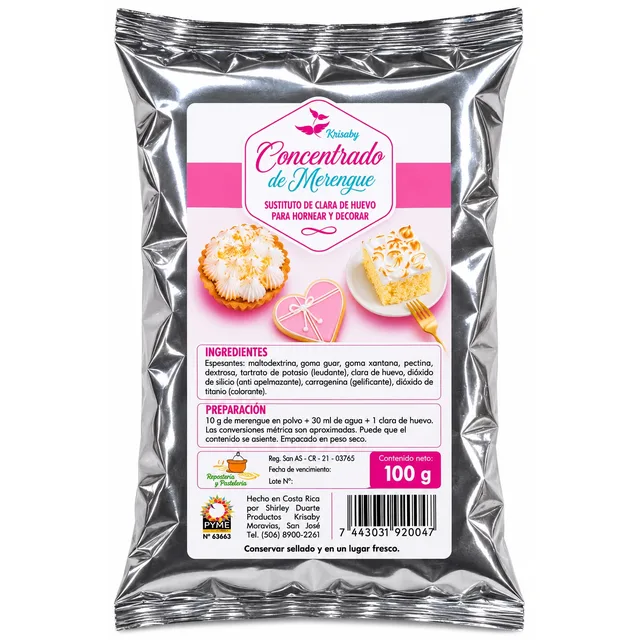 Krisaby
Concentrado
de Merengue
SUSTITUTO DE CLARA DE HUEVO
PARA HORNEAR Y DECORAR
INGREDIENTES
Espesantes: maltodextrina, goma guar, goma xantana, pectina,
dextrosa, tartrato de potasio (leudante), clara de huevo, dióxido
de silicio (anti apelmazante), carragenina (gelificante), dióxido de
titanio (colorante).
PREPARACIÓN
10 g de merengue en polvo + 30 ml de agua + 1 clara de huevo.
Las conversiones métrica son aproximadas. Puede que el
contenido se asiente. Empacado en peso seco.
Repostería
y Pastelería
Reg. San AS - CR - 21 - 03765
Fecha de vencimiento:
Lote N°:
Contenido neto:
100 g
PYME
N° 63663
Hecho en Costa Rica
por Shirley Duarte
Productos Krisaby
Moravias, San José
Tel. (506) 8900-2261
7 443031 920047
Conservar sellado y en un lugar fresco.